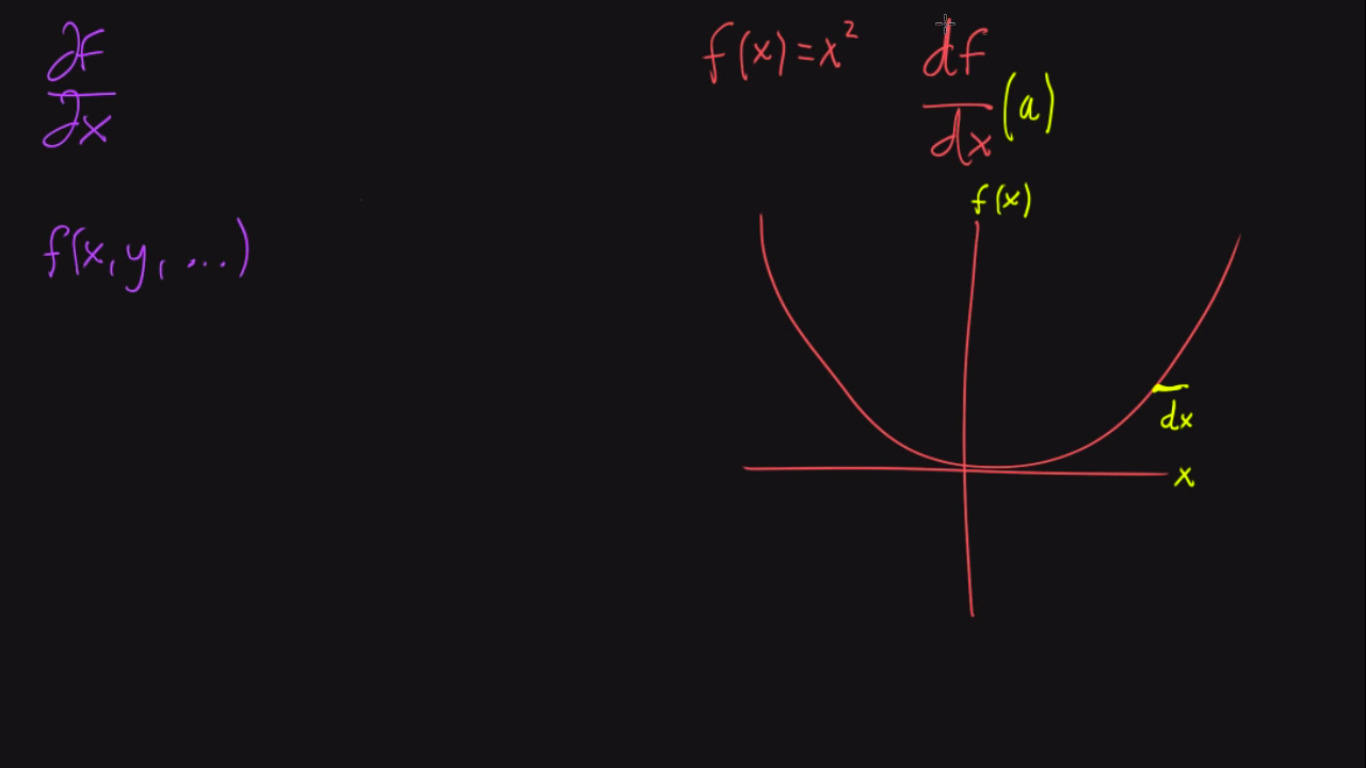 ∂f
∂x
f(x, y, ...)
f(x) = x²
df
dx
(a)
f(x)
dx
x